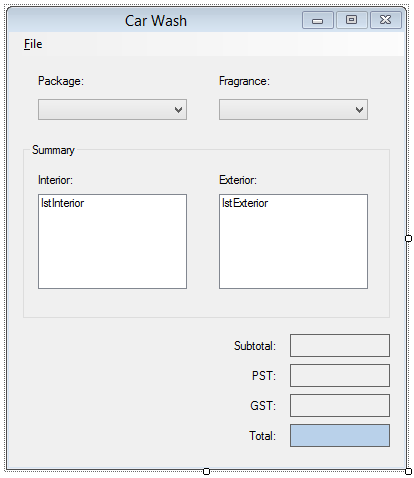 Car Wash
File
Package: Fragrance:
Summary
Interior: Exterior:
lstInterior lstExterior
Subtotal:
PST:
GST:
Total: